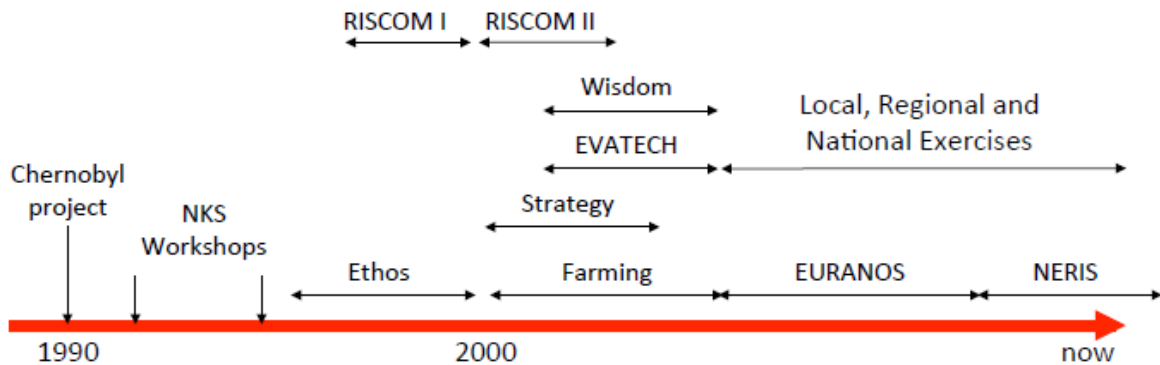 RISCOM I RISCOM II
Wisdom
Local, Regional and
National Exercises
EVATECH
Chernobyl
project
NKS
Workshops
Strategy
Ethos Farming EURANOS NERIS
1990 2000 now